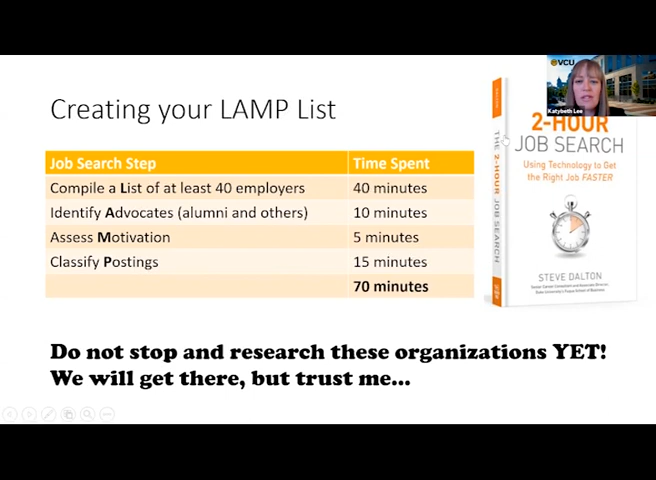 VCU
Katybeth Lee
Creating your LAMP List
Job Search Step Time Spent
Compile a List of at least 40 employers 40 minutes
Identify Advocates (alumni and others) 10 minutes
Assess Motivation 5 minutes
Classify Postings 15 minutes
70 minutes
THE 2-HOUR JOB SEARCH
2-HOUR
JOB SEARCH
Using Technology to Get
the Right Job FASTER
STEVE DALTON
Do not stop and research these organizations YET!
We will get there, but trust me...